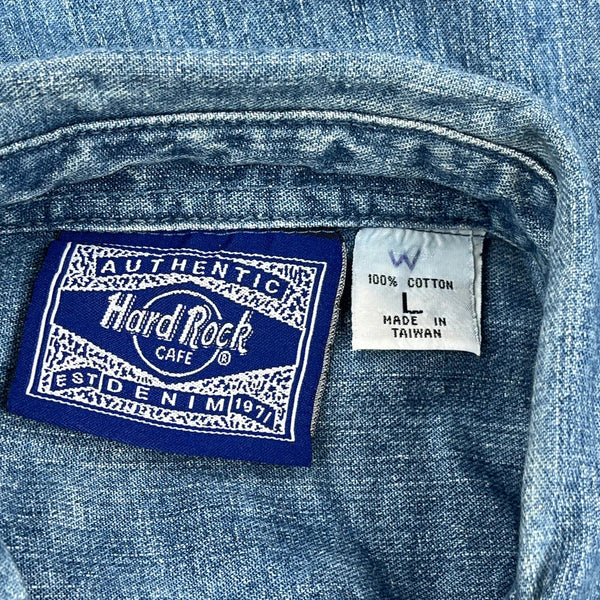 AUTHENTIC
Hard Rock
CAFE ®
EST DENIM 1971
W
100% COTTON
L
MADE IN
TAIWAN